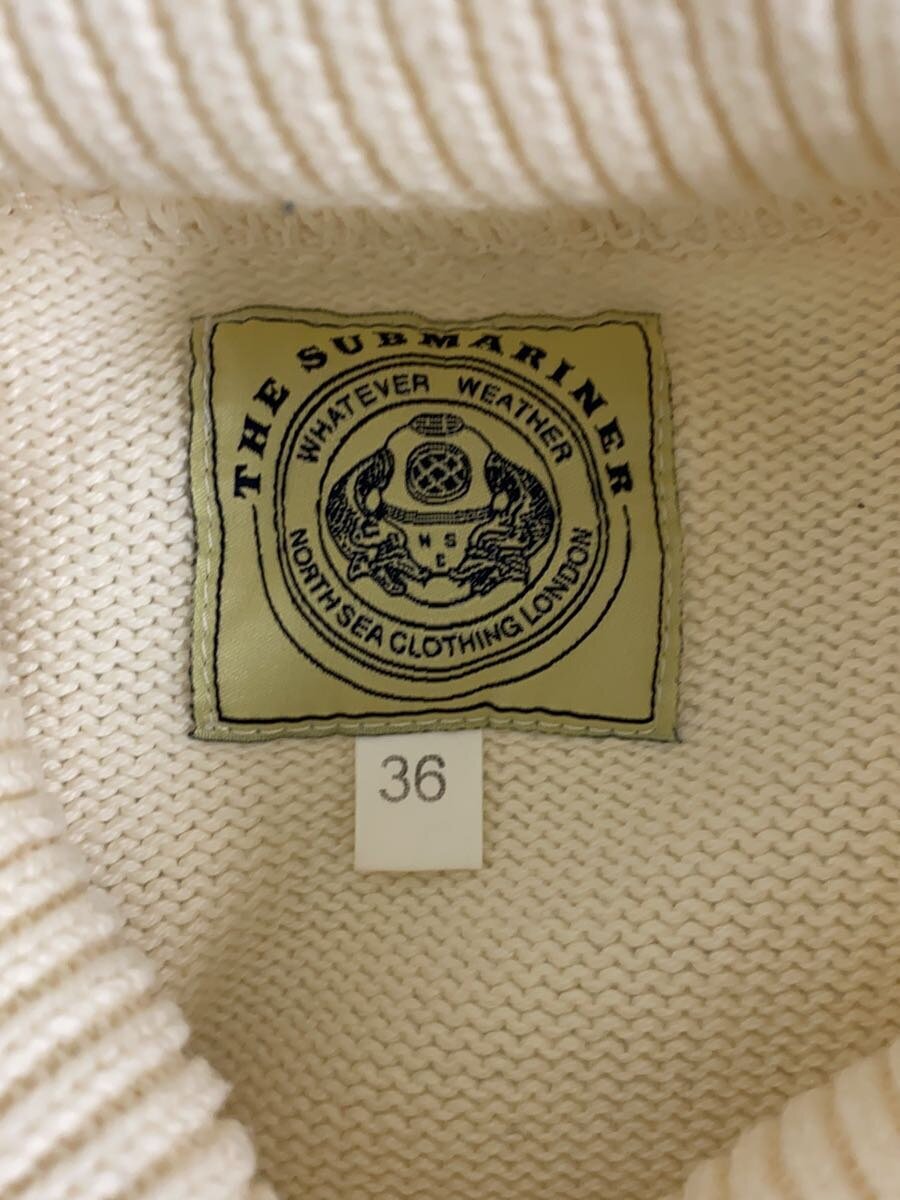 THE SUBMARINER
WHATEVER WEATHER
N S
E
NORTH SEA CLOTHING LONDON
36